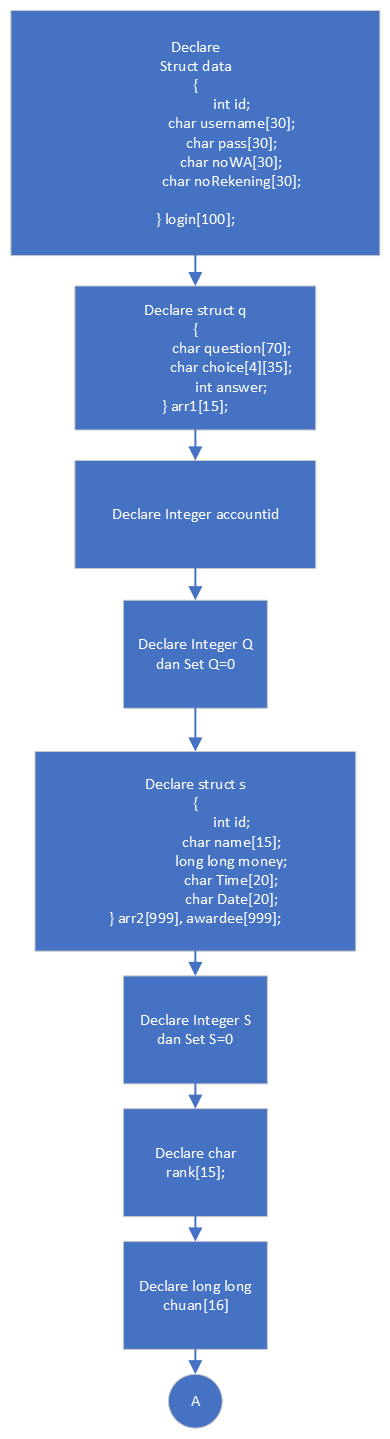 Declare
Struct data
{
int id;
char username[30];
char pass[30];
char noWA[30];
char noRekening[30];
} login[100];
Declare struct q
{
char question[70];
char choice[4][35];
int answer;
} arr1[15];
Declare Integer accountid
Declare Integer Q
dan Set Q=0
Declare struct s
{
int id;
char name[15];
long long money;
char Time[20];
char Date[20];
} arr2[999], awardee[999];
Declare Integer S
dan Set S=0
Declare char
rank[15];
Declare long long
chuan[16]
A